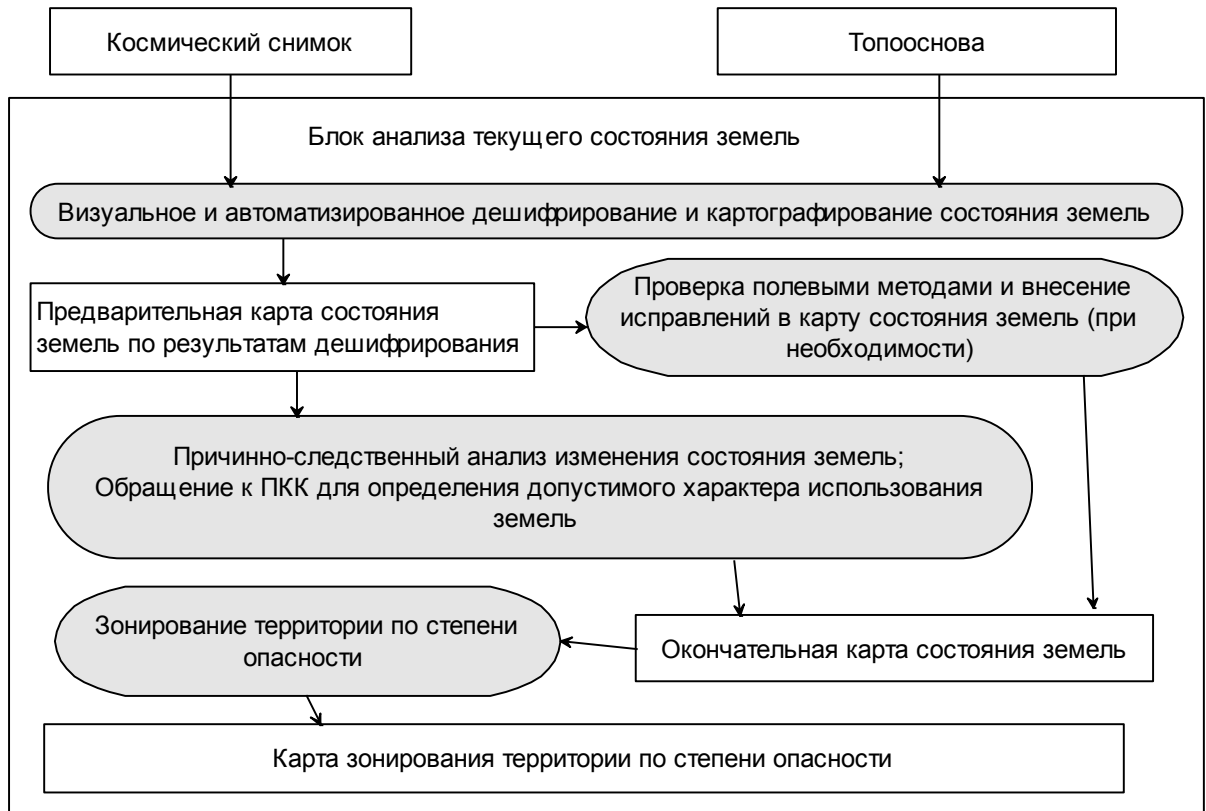 Космический снимок
Топооснова
Блок анализа текущего состояния земель
Визуальное и автоматизированное дешифрирование и картографирование состояния земель
Предварительная карта состояния
земель по результатам дешифрирования
Проверка полевыми методами и внесение
исправлений в карту состояния земель (при
необходимости)
Причинно-следственный анализ изменения состояния земель;
Обращение к ПКК для определения допустимого характера использования
земель
Зонирование территории по степени
опасности
Окончательная карта состояния земель
Карта зонирования территории по степени опасности